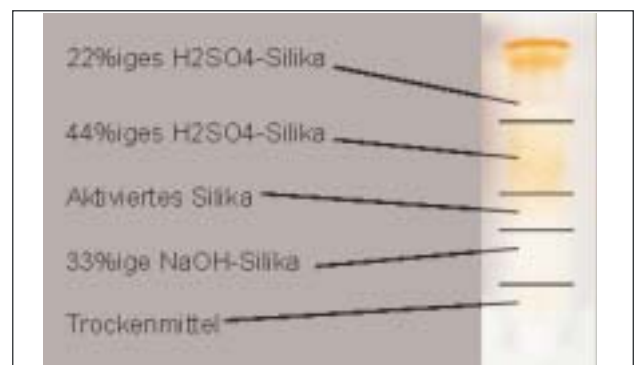 22%iges H2SO4-Silika
44%iges H2SO4-Silika
Aktiviertes Silika
33%ige NaOH-Silika
Trockenmittel